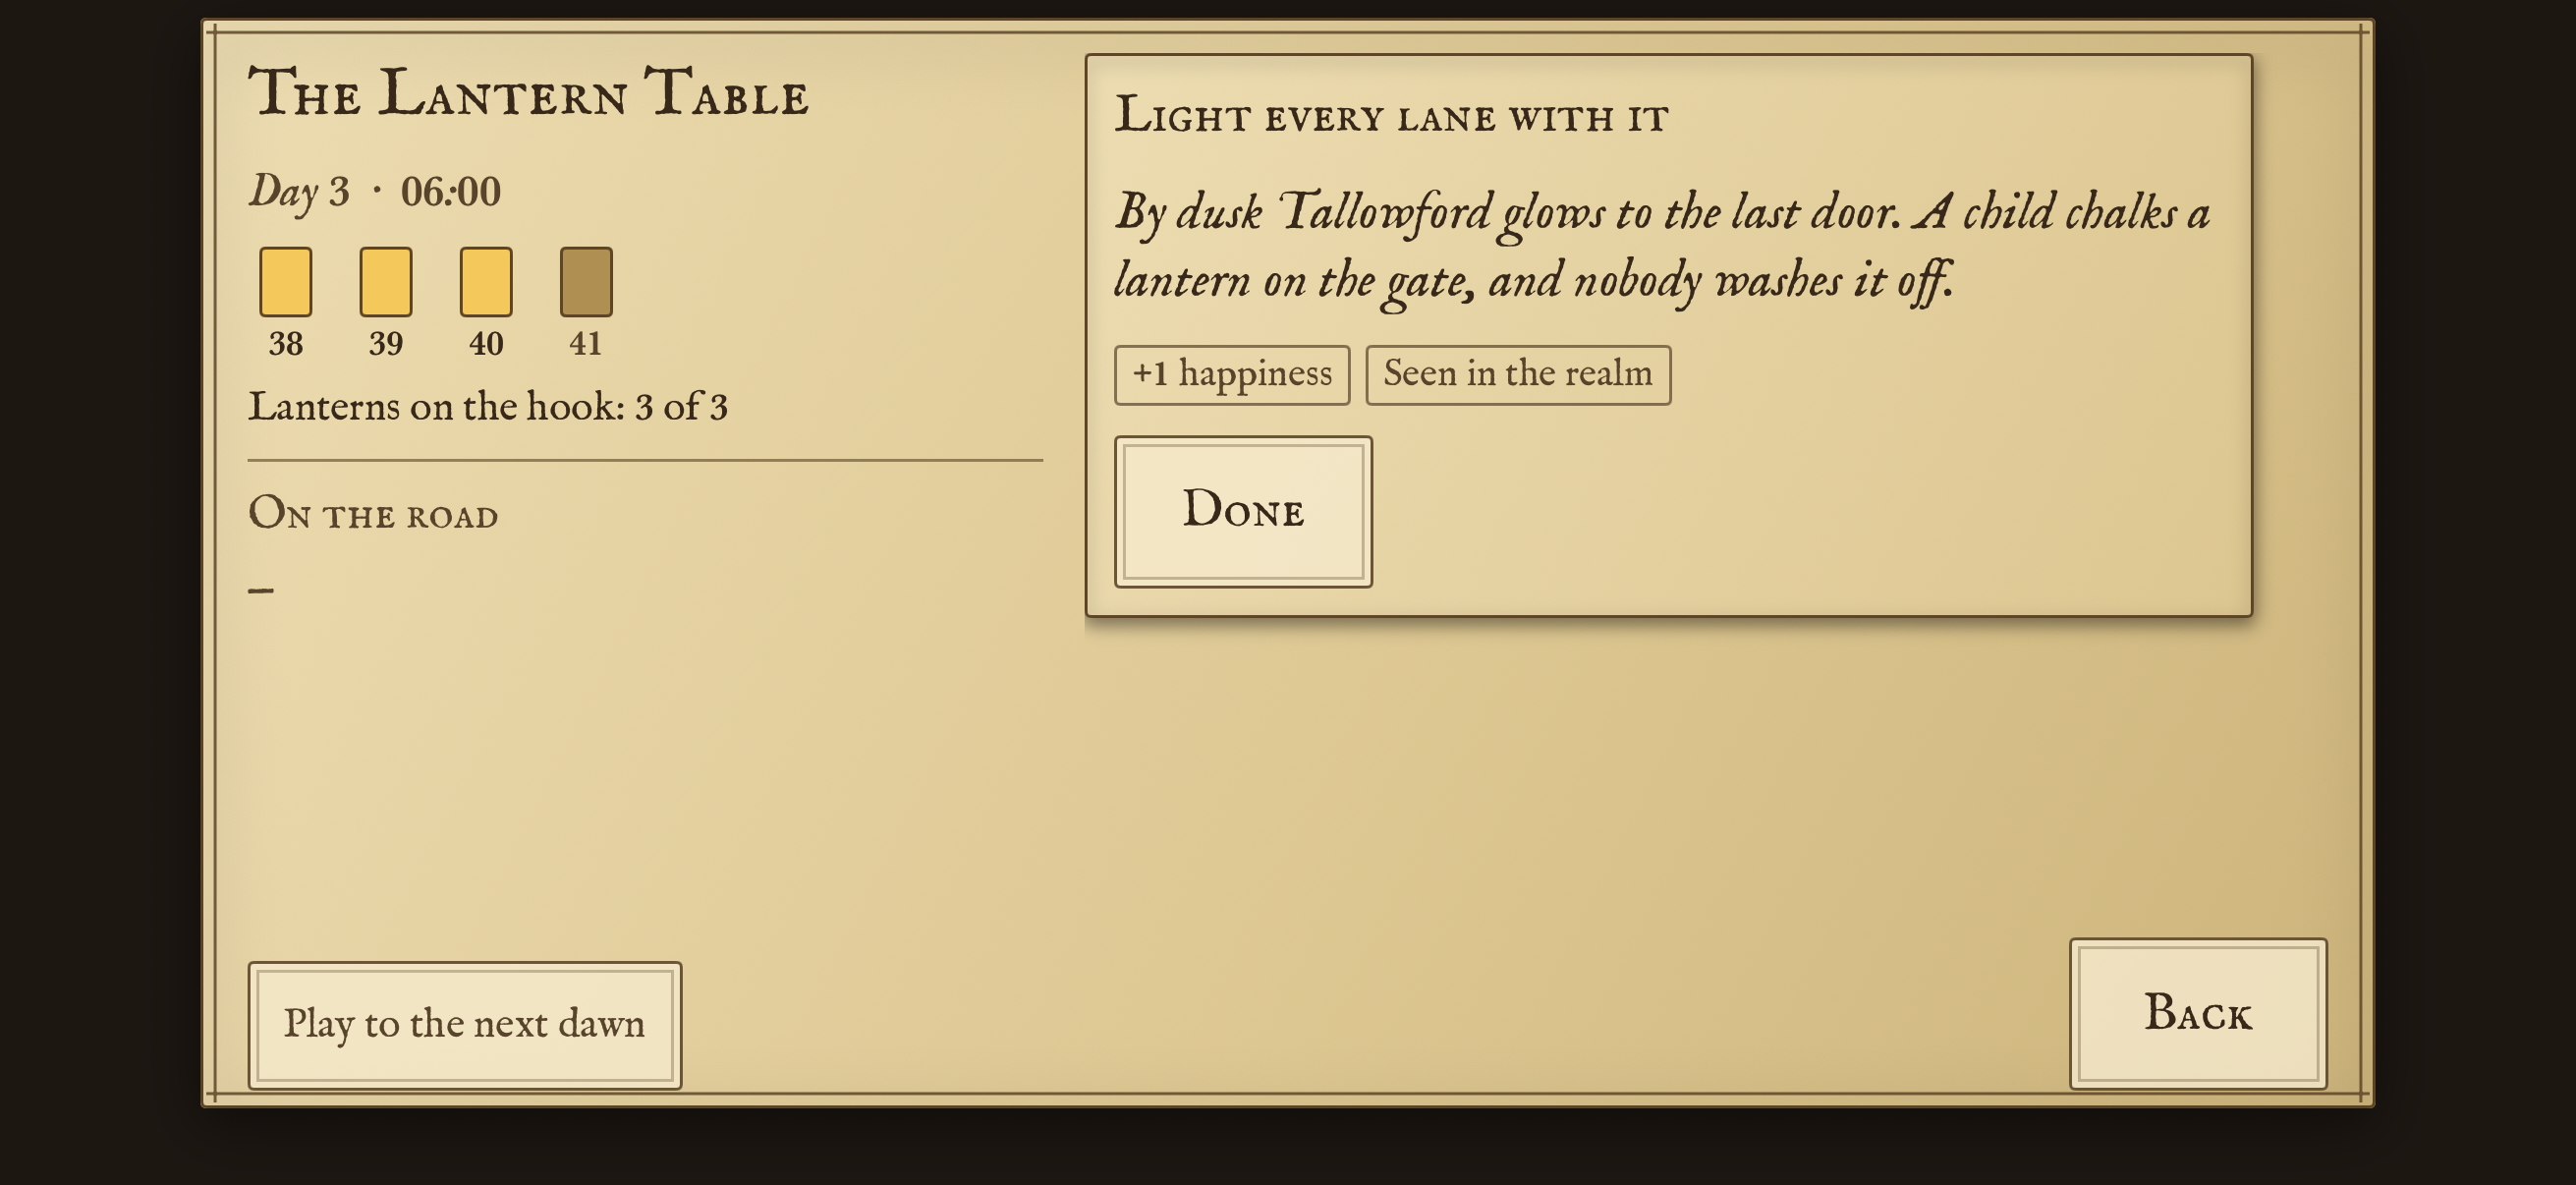 The Lantern Table
Day 3 · 06:00
38 39 40 41
Lanterns on the hook: 3 of 3
On the road
–
Light every lane with it
By dusk Tallowford glows to the last door. A child chalks a
lantern on the gate, and nobody washes it off.
+1 happiness Seen in the realm
Done
Play to the next dawn
Back